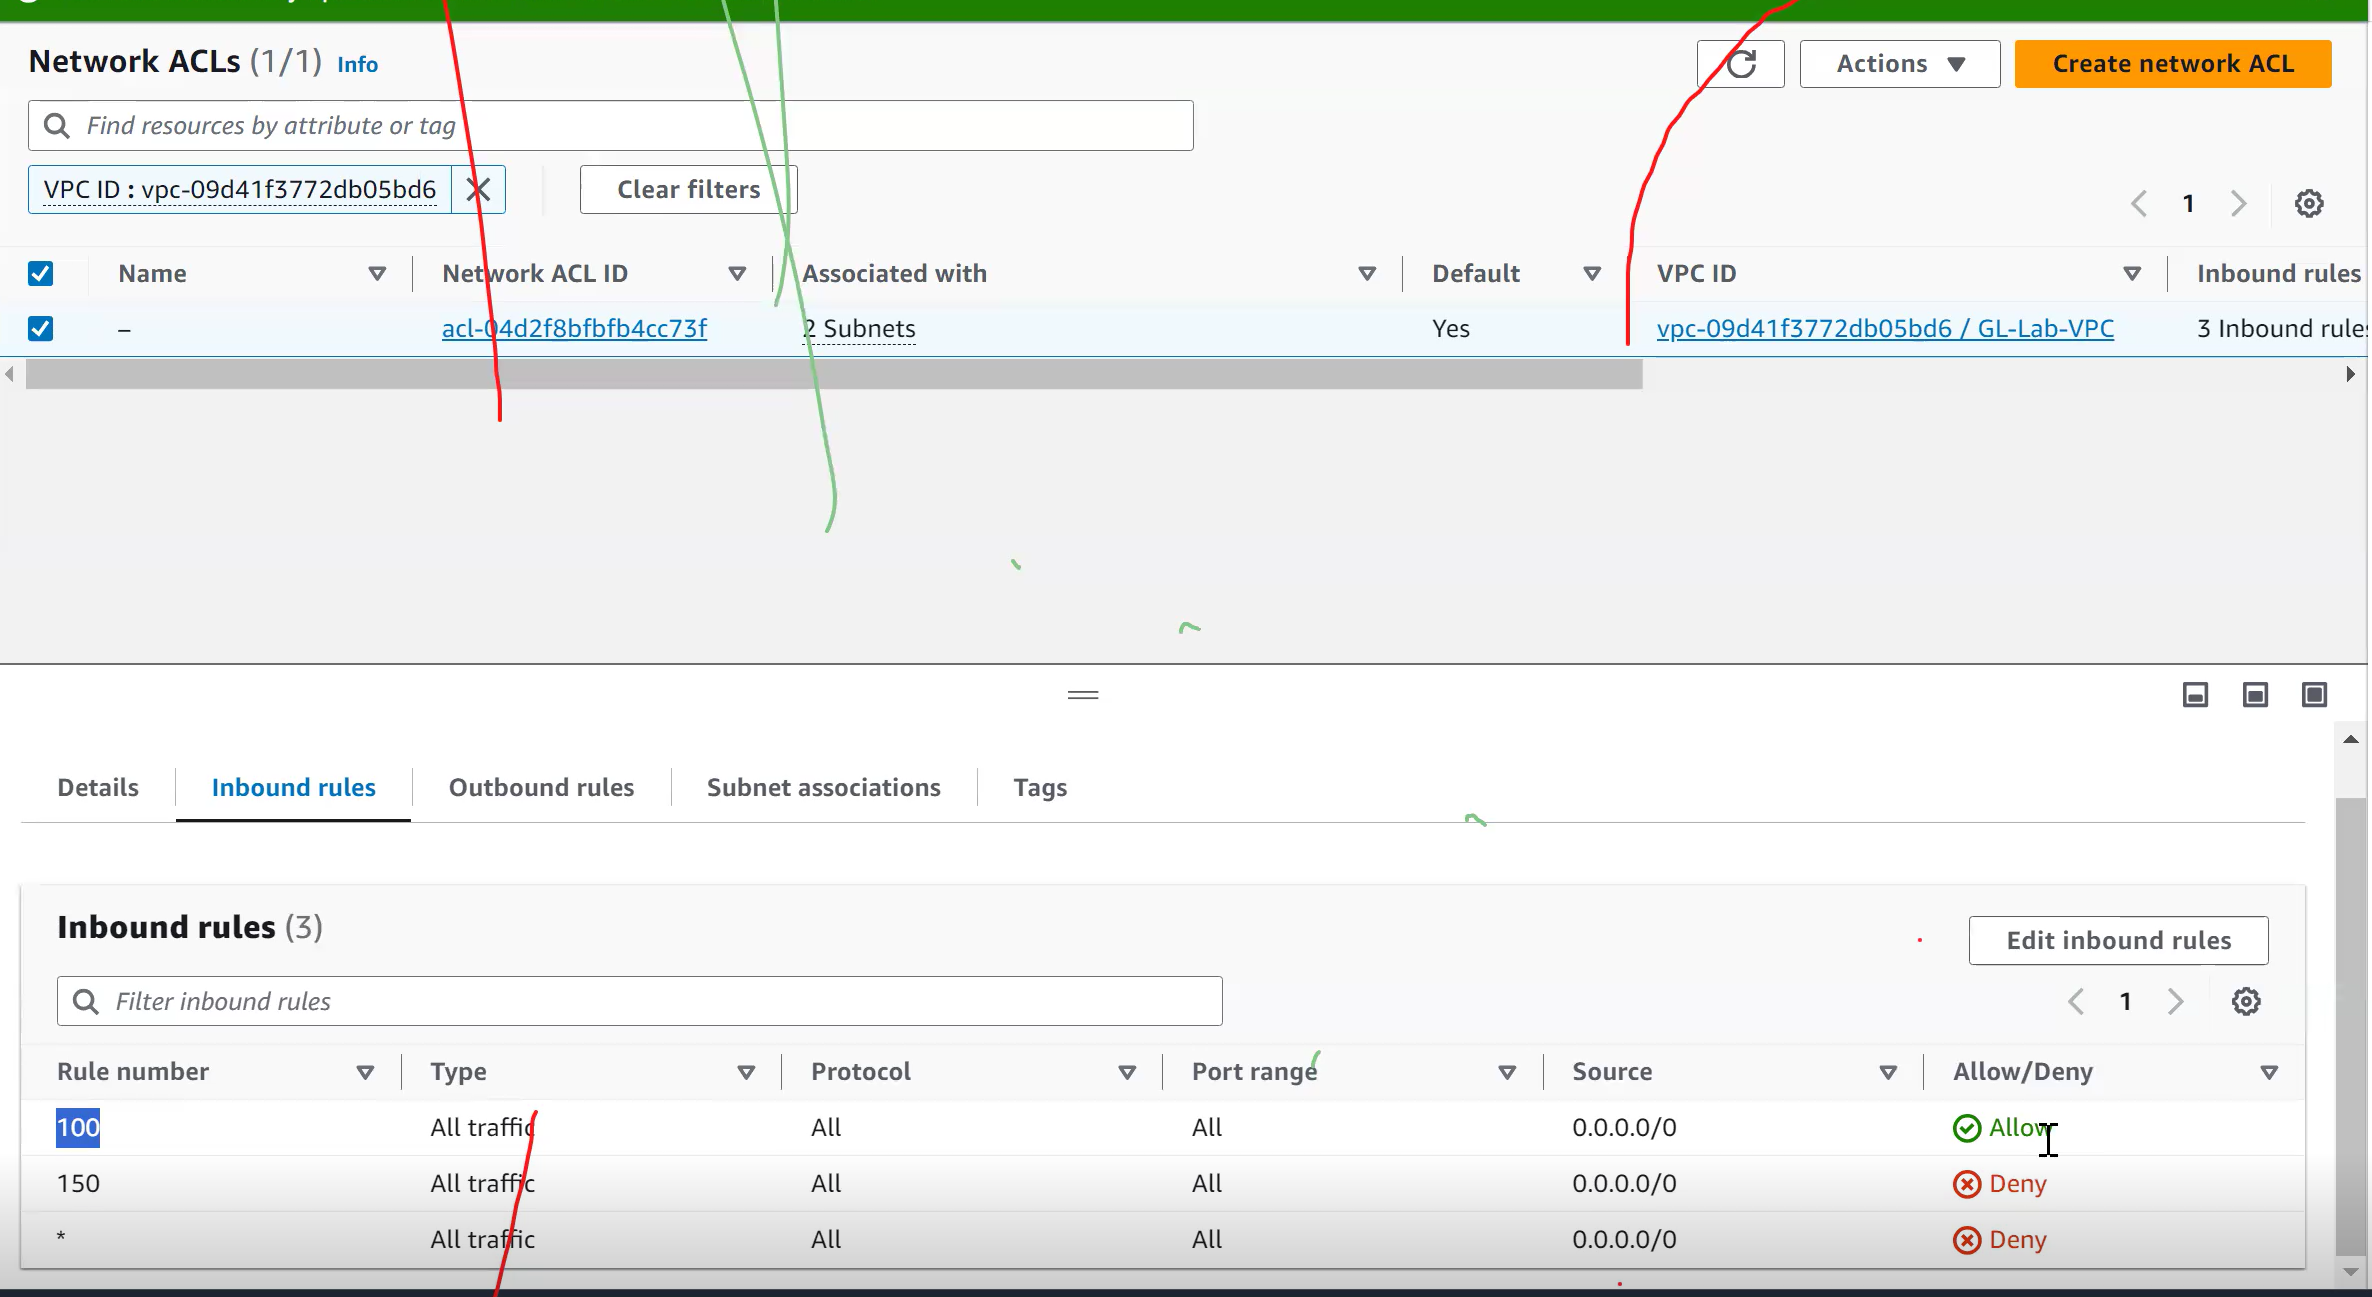 Network ACLs (1/1) Info
Actions
Create network ACL
Find resources by attribute or tag
VPC ID : vpc-09d41f3772db05bd6
Clear filters
1
Name Network ACL ID Associated with Default VPC ID Inbound rules
– acl-04d2f8bfbfb4cc73f 2 Subnets Yes vpc-09d41f3772db05bd6 / GL-Lab-VPC 3 Inbound rules
Details Inbound rules Outbound rules Subnet associations Tags
Inbound rules (3)
Edit inbound rules
Filter inbound rules
1
Rule number Type Protocol Port range Source Allow/Deny
100 All traffic All All 0.0.0.0/0 Allow
150 All traffic All All 0.0.0.0/0 Deny
* All traffic All All 0.0.0.0/0 Deny